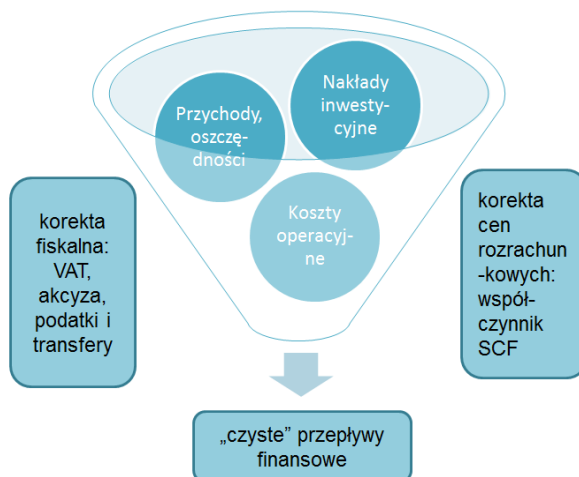 Przychody,
oszczę-
dności
Nakłady
inwesty-
cyjne
Koszty
operacyj-
ne
korekta
fiskalna:
VAT,
akcyza,
podatki i
transfery
korekta
cen
rozrachun
-kowych:
współ-
czynnik
SCF
„czyste” przepływy
finansowe